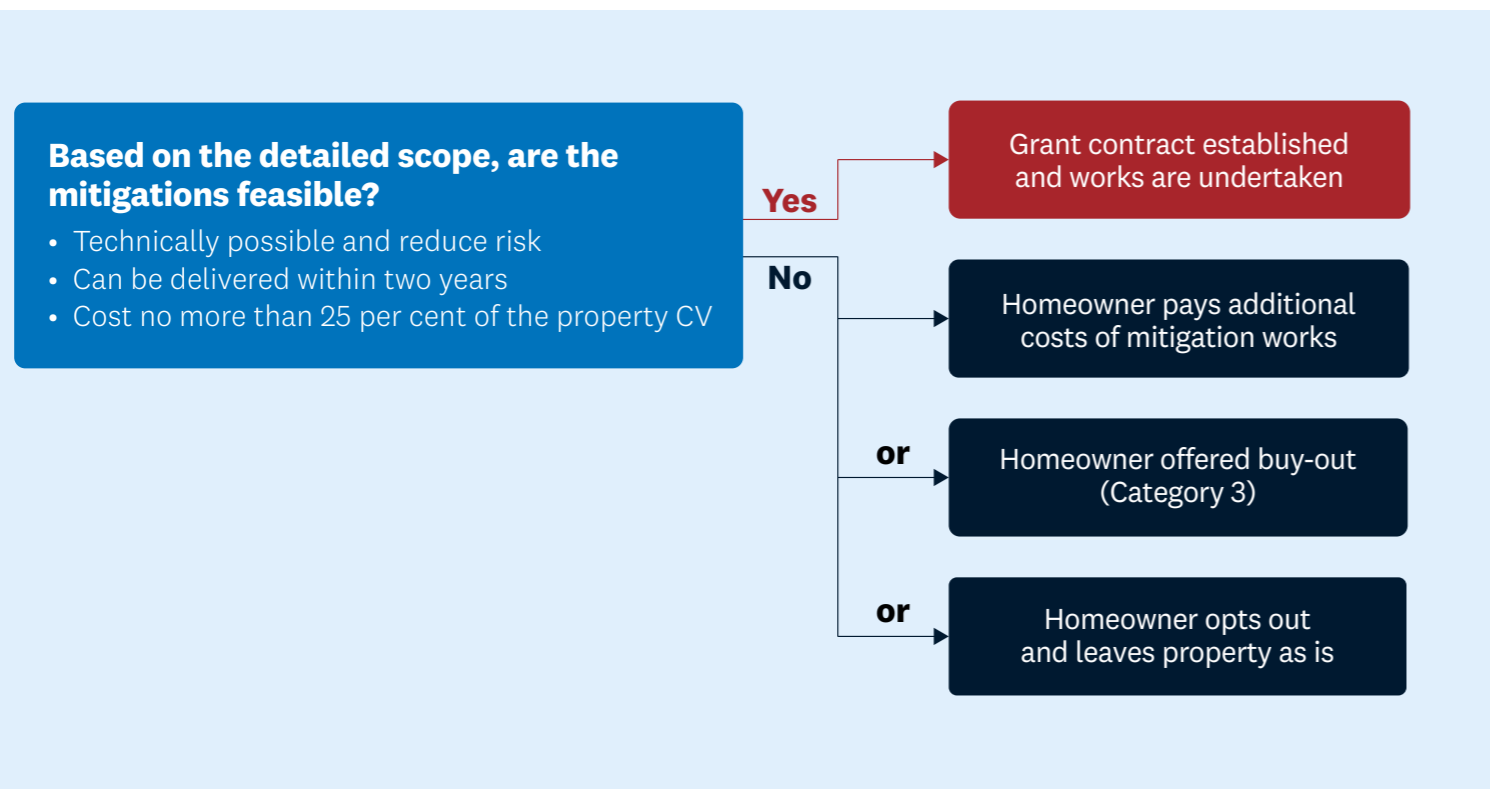 Based on the detailed scope, are the
mitigations feasible?
• Technically possible and reduce risk
• Can be delivered within two years
• Cost no more than 25 per cent of the property CV
Yes
No
Grant contract established
and works are undertaken
Homeowner pays additional
costs of mitigation works
or
Homeowner offered buy-out
(Category 3)
or
Homeowner opts out
and leaves property as is